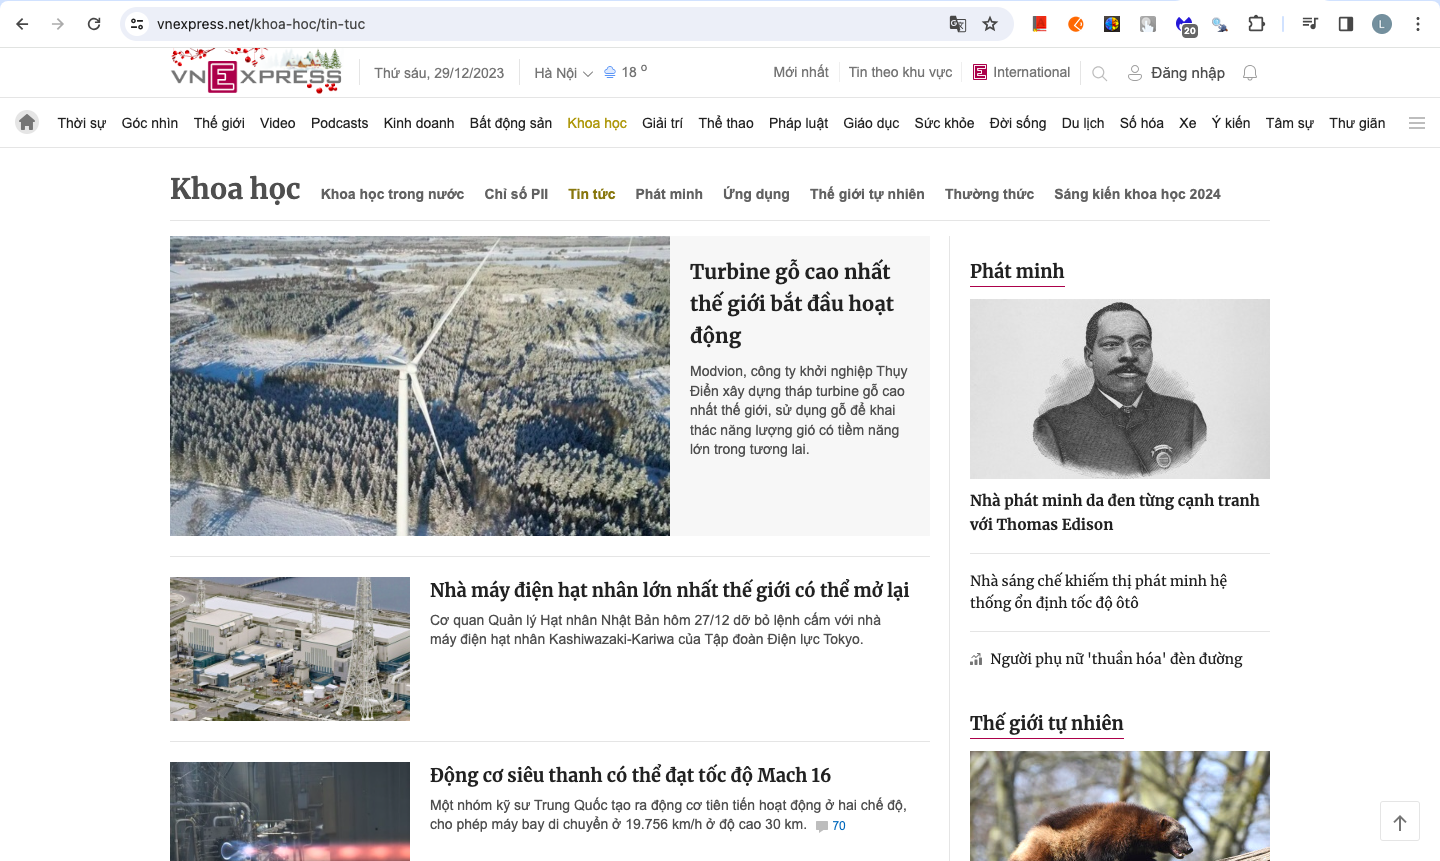 vnexpress.net/khoa-hoc/tin-tuc
20
L
VNEXPRESS
Thứ sáu, 29/12/2023
Hà Nội
18 º
Mới nhất
Tin theo khu vực
E International
Đăng nhập
Thời sự Góc nhìn Thế giới Video Podcasts Kinh doanh Bất động sản Khoa học Giải trí Thể thao Pháp luật Giáo dục Sức khỏe Đời sống Du lịch Số hóa Xe Ý kiến Tâm sự Thư giãn
Khoa học
Khoa học trong nước Chỉ số PII Tin tức Phát minh Ứng dụng Thế giới tự nhiên Thường thức Sáng kiến khoa học 2024
Turbine gỗ cao nhất
thế giới bắt đầu hoạt
động
Modvion, công ty khởi nghiệp Thụy
Điển xây dựng tháp turbine gỗ cao
nhất thế giới, sử dụng gỗ để khai
thác năng lượng gió có tiềm năng
lớn trong tương lai.
Nhà máy điện hạt nhân lớn nhất thế giới có thể mở lại
Cơ quan Quản lý Hạt nhân Nhật Bản hôm 27/12 dỡ bỏ lệnh cấm với nhà
máy điện hạt nhân Kashiwazaki-Kariwa của Tập đoàn Điện lực Tokyo.
Động cơ siêu thanh có thể đạt tốc độ Mach 16
Một nhóm kỹ sư Trung Quốc tạo ra động cơ tiên tiến hoạt động ở hai chế độ,
cho phép máy bay di chuyển ở 19.756 km/h ở độ cao 30 km. 70
Phát minh
Nhà phát minh da đen từng cạnh tranh
với Thomas Edison
Nhà sáng chế khiếm thị phát minh hệ
thống ổn định tốc độ ôtô
Người phụ nữ 'thuần hóa' đèn đường
Thế giới tự nhiên